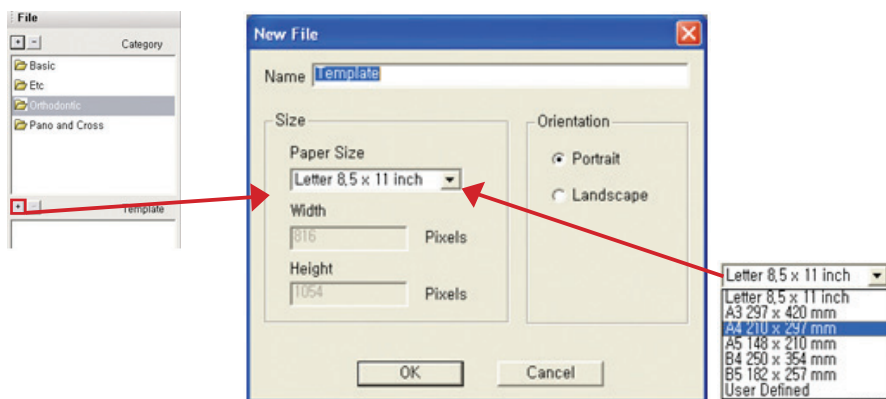 File
+ - Category
Basic
Etc
Orthodontic
Pano and Cross
+ - Template
New File
Name Template
Size
Paper Size
Letter 8,5 x 11 inch
Width
816 Pixels
Height
1054 Pixels
Orientation
Portrait
Landscape
OK Cancel
Letter 8,5 x 11 inch
Letter 8,5 x 11 inch
A3 297 x 420 mm
A4 210 x 297 mm
A5 148 x 210 mm
B4 250 x 354 mm
B5 182 x 257 mm
User Defined